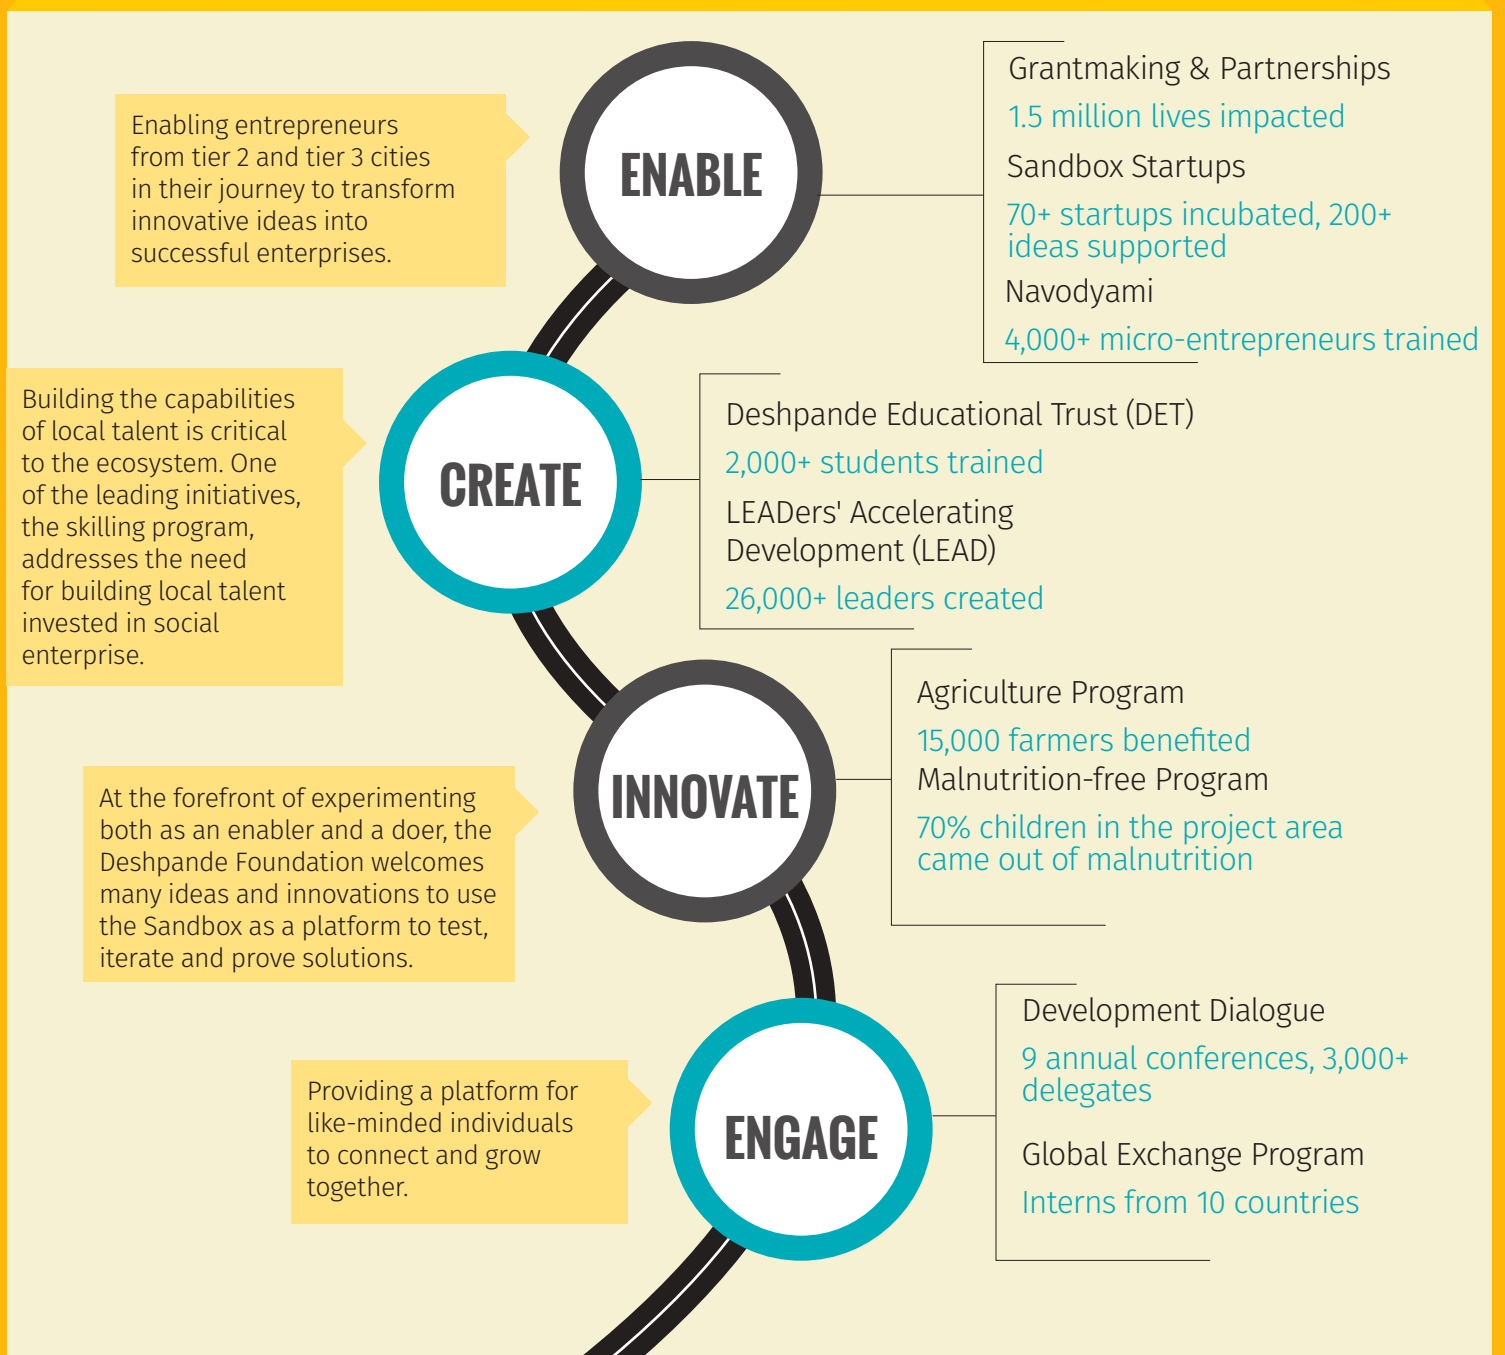 Enabling entrepreneurs
from tier 2 and tier 3 cities
in their journey to transform
innovative ideas into
successful enterprises.
ENABLE
Grantmaking & Partnerships
1.5 million lives impacted
Sandbox Startups
70+ startups incubated, 200+
ideas supported
Navodyami
4,000+ micro-entrepreneurs trained
Building the capabilities
of local talent is critical
to the ecosystem. One
of the leading initiatives,
the skilling program,
addresses the need
for building local talent
invested in social
enterprise.
CREATE
Deshpande Educational Trust (DET)
2,000+ students trained
LEADers' Accelerating
Development (LEAD)
26,000+ leaders created
At the forefront of experimenting
both as an enabler and a doer, the
Deshpande Foundation welcomes
many ideas and innovations to use
the Sandbox as a platform to test,
iterate and prove solutions.
INNOVATE
Agriculture Program
15,000 farmers benefited
Malnutrition-free Program
70% children in the project area
came out of malnutrition
Providing a platform for
like-minded individuals
to connect and grow
together.
ENGAGE
Development Dialogue
9 annual conferences, 3,000+
delegates
Global Exchange Program
Interns from 10 countries